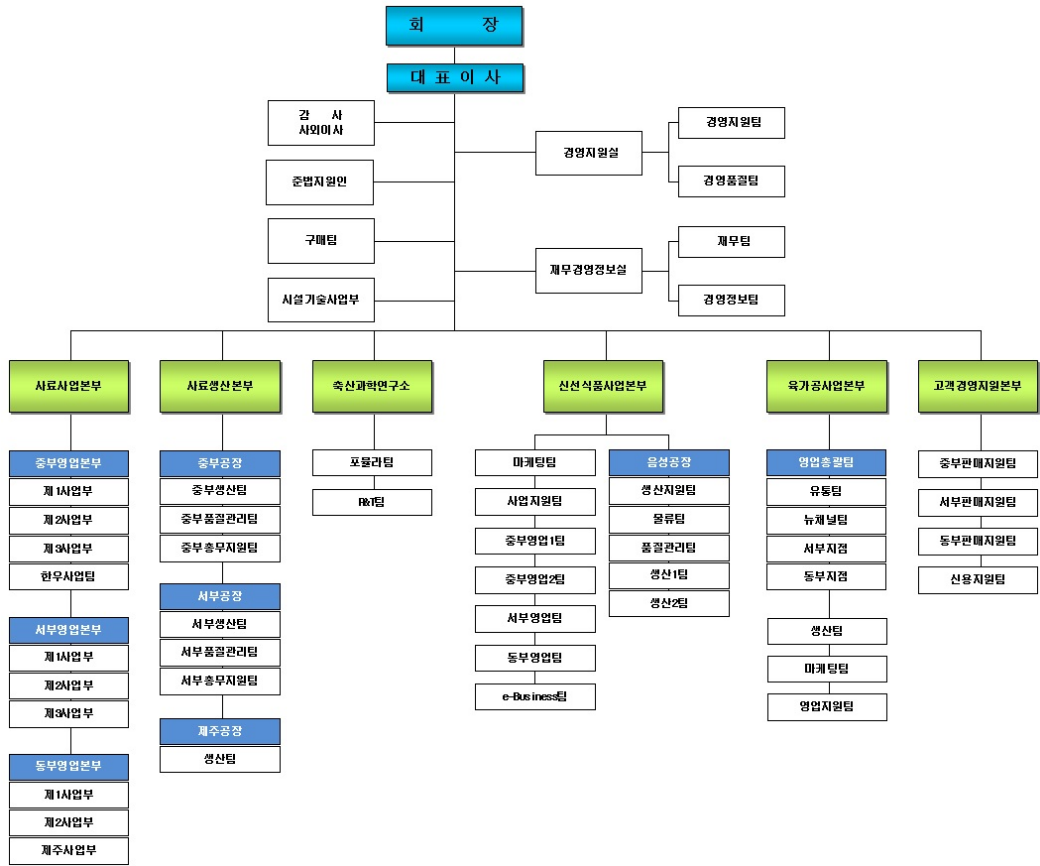 회 장
대 표 이 사
감 사
사외이사
준법지원인
구매팀
시설기술사업부
경영지원실
경영지원팀
경영품질팀
재무경영정보실
재무팀
경영정보팀
사료사업본부
중부영업본부
제1사업부
제2사업부
제3사업부
한우사업팀
서부영업본부
제1사업부
제2사업부
제3사업부
동부영업본부
제1사업부
제2사업부
제주사업부
사료생산본부
중부공장
중부생산팀
중부품질관리팀
중부총무지원팀
서부공장
서부생산팀
서부품질관리팀
서부총무지원팀
제주공장
생산팀
축산과학연구소
포뮬라팀
R&T팀
신선식품사업본부
마케팅팀
사업지원팀
중부영업1팀
중부영업2팀
서부영업팀
동부영업팀
e-Business팀
음성공장
생산지원팀
물류팀
품질관리팀
생산1팀
생산2팀
육가공사업본부
영업총괄팀
유통팀
뉴채널팀
서부지점
동부지점
생산팀
마케팅팀
영업지원팀
고객경영지원본부
중부판매지원팀
서부판매지원팀
동부판매지원팀
신용지원팀